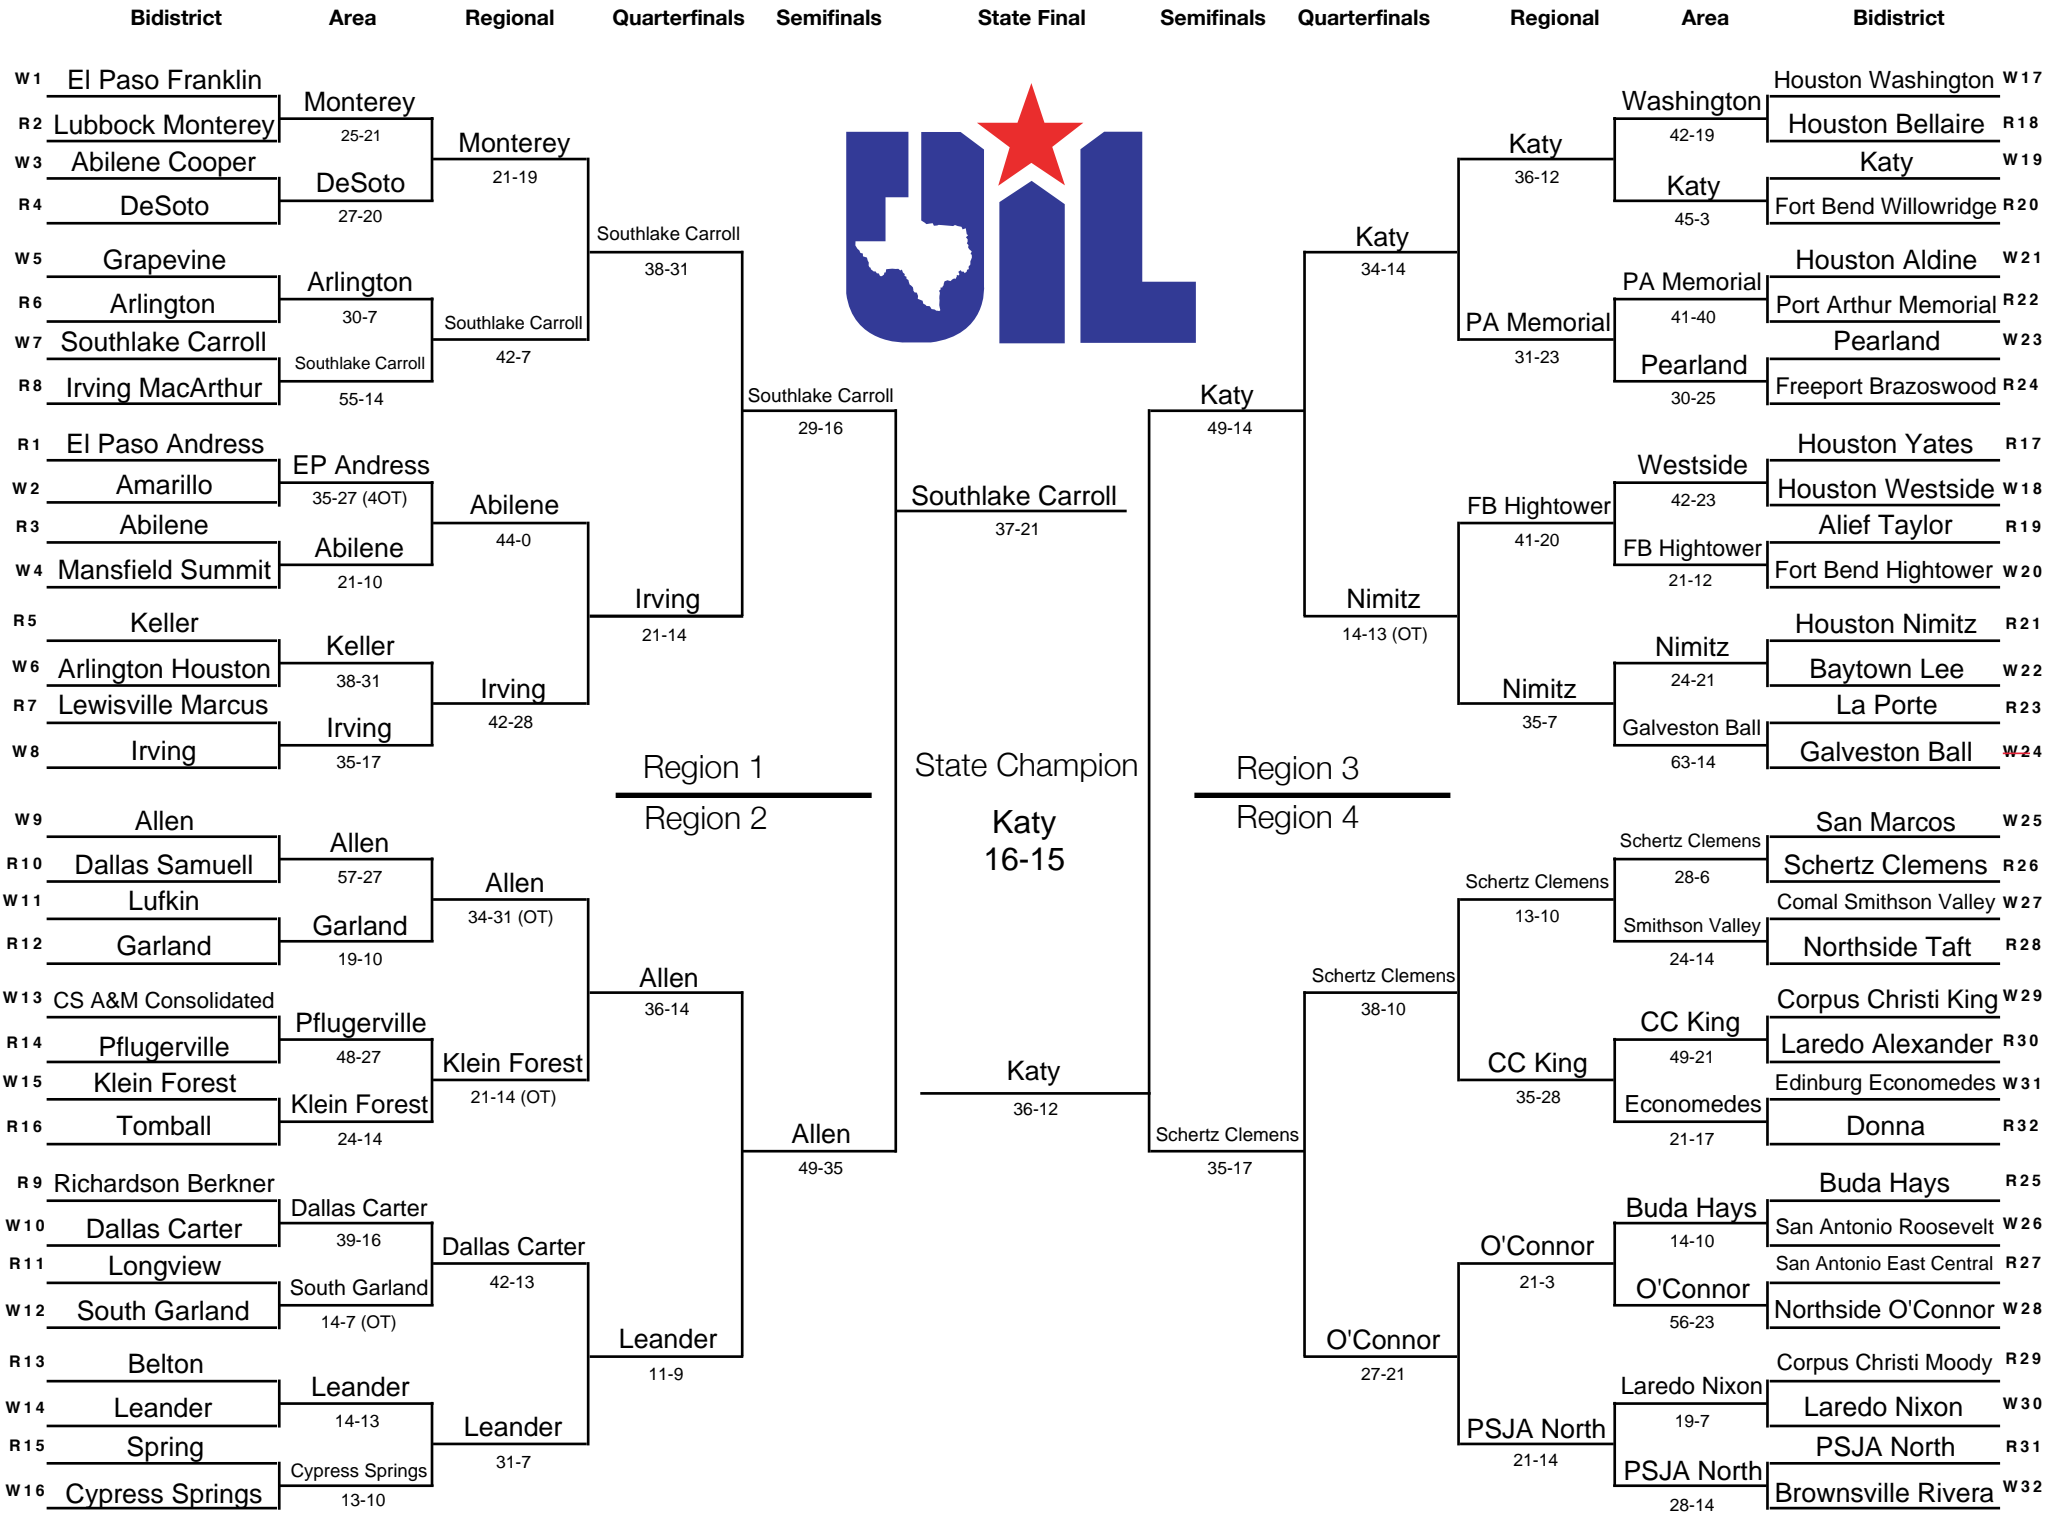 Bidistrict Area Regional Quarterfinals Semifinals State Final Semifinals Quarterfinals Regional Area Bidistrict
W1 El Paso Franklin
Monterey
25-21
R2 Lubbock Monterey
Monterey
21-19
W3 Abilene Cooper
DeSoto
27-20
R4 DeSoto
Southlake Carroll
38-31
W5 Grapevine
Arlington
30-7
R6 Arlington
Southlake Carroll
42-7
W7 Southlake Carroll
Southlake Carroll
55-14
R8 Irving MacArthur
Southlake Carroll
29-16
R1 El Paso Andress
EP Andress
35-27 (4OT)
W2 Amarillo
Abilene
44-0
R3 Abilene
Abilene
21-10
W4 Mansfield Summit
Irving
21-14
R5 Keller
Keller
38-31
W6 Arlington Houston
Irving
42-28
R7 Lewisville Marcus
Irving
35-17
W8 Irving
Region 1
Region 2
W9 Allen
Allen
57-27
R10 Dallas Samuell
Allen
34-31 (OT)
W11 Lufkin
Garland
19-10
R12 Garland
Allen
36-14
W13 CS A&M Consolidated
Pflugerville
48-27
R14 Pflugerville
Klein Forest
21-14 (OT)
W15 Klein Forest
Klein Forest
24-14
R16 Tomball
Allen
49-35
R9 Richardson Berkner
Dallas Carter
39-16
W10 Dallas Carter
Dallas Carter
42-13
R11 Longview
South Garland
14-7 (OT)
W12 South Garland
Leander
11-9
R13 Belton
Leander
14-13
W14 Leander
Leander
31-7
R15 Spring
Cypress Springs
13-10
W16 Cypress Springs
UIL
Southlake Carroll
37-21
State Champion
Katy
16-15
Katy
36-12
Houston Washington W17
Washington
42-19
Houston Bellaire R18
Katy
36-12
Katy W19
Katy
45-3
Fort Bend Willowridge R20
Katy
34-14
Houston Aldine W21
PA Memorial
41-40
Port Arthur Memorial R22
PA Memorial
31-23
Pearland W23
Pearland
30-25
Freeport Brazoswood R24
Katy
49-14
Houston Yates R17
Westside
42-23
Houston Westside W18
FB Hightower
41-20
Alief Taylor R19
FB Hightower
21-12
Fort Bend Hightower W20
Nimitz
14-13 (OT)
Houston Nimitz R21
Nimitz
24-21
Baytown Lee W22
Nimitz
35-7
La Porte R23
Galveston Ball
63-14
Galveston Ball W24
Region 3
Region 4
San Marcos W25
Schertz Clemens
28-6
Schertz Clemens R26
Schertz Clemens
13-10
Comal Smithson Valley W27
Smithson Valley
24-14
Northside Taft R28
Schertz Clemens
38-10
Corpus Christi King W29
CC King
49-21
Laredo Alexander R30
CC King
35-28
Edinburg Economedes W31
Economedes
21-17
Donna R32
Schertz Clemens
35-17
Buda Hays R25
Buda Hays
14-10
San Antonio Roosevelt W26
O'Connor
21-3
San Antonio East Central R27
O'Connor
56-23
Northside O'Connor W28
O'Connor
27-21
Corpus Christi Moody R29
Laredo Nixon
19-7
Laredo Nixon W30
PSJA North
21-14
PSJA North R31
PSJA North
28-14
Brownsville Rivera W32